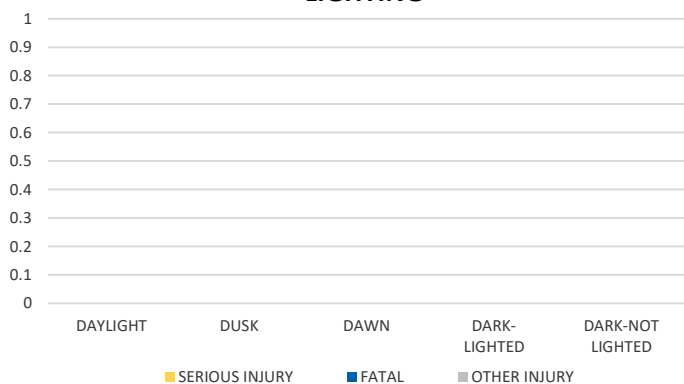 LIGHTING
1
0.9
0.8
0.7
0.6
0.5
0.4
0.3
0.2
0.1
0
DAYLIGHT
DUSK
DAWN
DARK-
LIGHTED
DARK-NOT
LIGHTED
SERIOUS INJURY
FATAL
OTHER INJURY